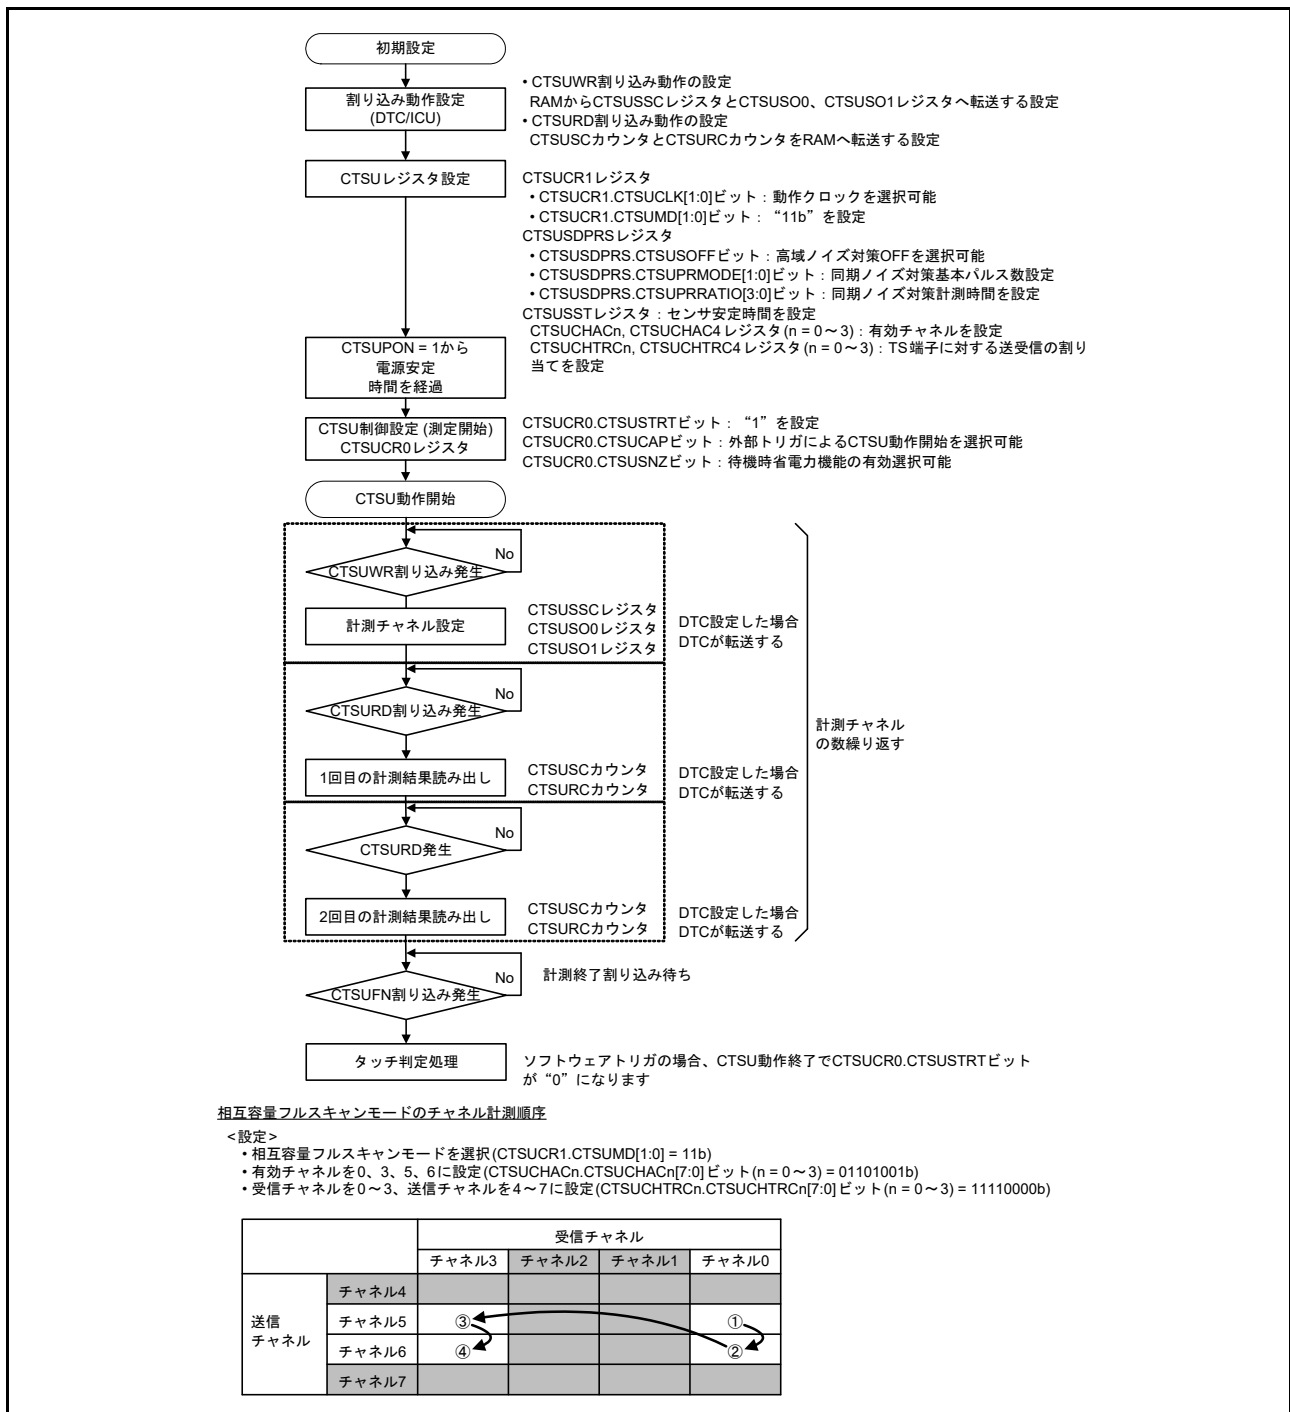 初期設定
割り込み動作設定
(DTC/ICU)
• CTSUWR割り込み動作の設定
RAMからCTSUSSCレジスタとCTSUSO0、CTSUSO1レジスタへ転送する設定
• CTSURD割り込み動作の設定
CTSUSCカウンタとCTSURCカウンタをRAMへ転送する設定
CTSUレジスタ設定
CTSUCR1レジスタ
• CTSUCR1.CTSUCLK[1:0]ビット：動作クロックを選択可能
• CTSUCR1.CTSUMD[1:0]ビット：“11b”を設定
CTSUSDPRSレジスタ
• CTSUSDPRS.CTSUSOFFビット：高域ノイズ対策OFFを選択可能
• CTSUSDPRS.CTSUPRMODE[1:0]ビット：同期ノイズ対策基本パルス数設定
• CTSUSDPRS.CTSUPRRATIO[3:0]ビット：同期ノイズ対策計測時間を設定
CTSUSSTレジスタ：センサ安定時間を設定
CTSUCHACn, CTSUCHAC4レジスタ(n = 0～3)：有効チャネルを設定
CTSUCHTRCn, CTSUCHTRC4レジスタ(n = 0～3)：TS端子に対する送受信の割り
当てを設定
CTSUPON = 1から
電源安定
時間を経過
CTSU制御設定 (測定開始)
CTSUCR0レジスタ
CTSUCR0.CTSUSTRTビット：“1”を設定
CTSUCR0.CTSUCAPビット：外部トリガによるCTSU動作開始を選択可能
CTSUCR0.CTSUSNZビット：待機時省電力機能の有効選択可能
CTSU動作開始
CTSUWR割り込み発生
No
計測チャネル設定
CTSUSSCレジスタ
CTSUSO0レジスタ
CTSUSO1レジスタ
DTC設定した場合
DTCが転送する
CTSURD割り込み発生
No
1回目の計測結果読み出し
CTSUSCカウンタ
CTSURCカウンタ
DTC設定した場合
DTCが転送する
計測チャネル
の数繰り返す
CTSURD発生
No
2回目の計測結果読み出し
CTSUSCカウンタ
CTSURCカウンタ
DTC設定した場合
DTCが転送する
CTSUFN割り込み発生
No
計測終了割り込み待ち
タッチ判定処理
ソフトウェアトリガの場合、CTSU動作終了でCTSUCR0.CTSUSTRTビット
が“0”になります
相互容量フルスキャンモードのチャネル計測順序
<設定>
• 相互容量フルスキャンモードを選択(CTSUCR1.CTSUMD[1:0] = 11b)
• 有効チャネルを0、3、5、6に設定(CTSUCHACn.CTSUCHACn[7:0]ビット(n = 0～3) = 01101001b)
• 受信チャネルを0～3、送信チャネルを4～7に設定(CTSUCHTRCn.CTSUCHTRCn[7:0]ビット(n = 0～3) = 11110000b)
受信チャネル
チャネル3 チャネル2 チャネル1 チャネル0
送信
チャネル
チャネル4
チャネル5 ③ ①
チャネル6 ④ ②
チャネル7